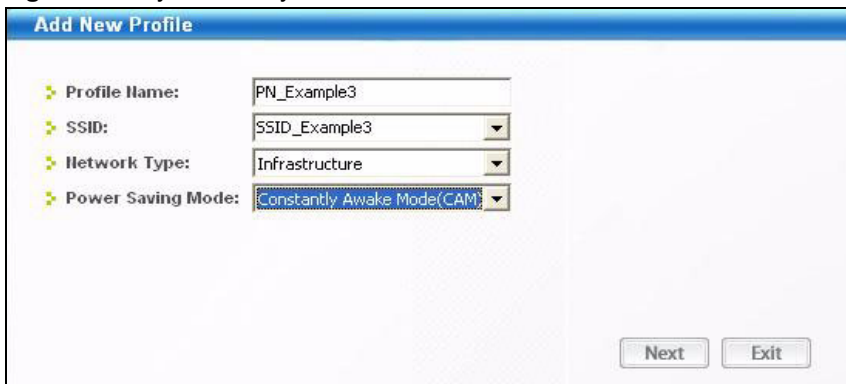 Add New Profile
Profile Name: PN_Example3
SSID: SSID_Example3
Network Type: Infrastructure
Power Saving Mode: Constantly Awake Mode(CAM)
Next Exit